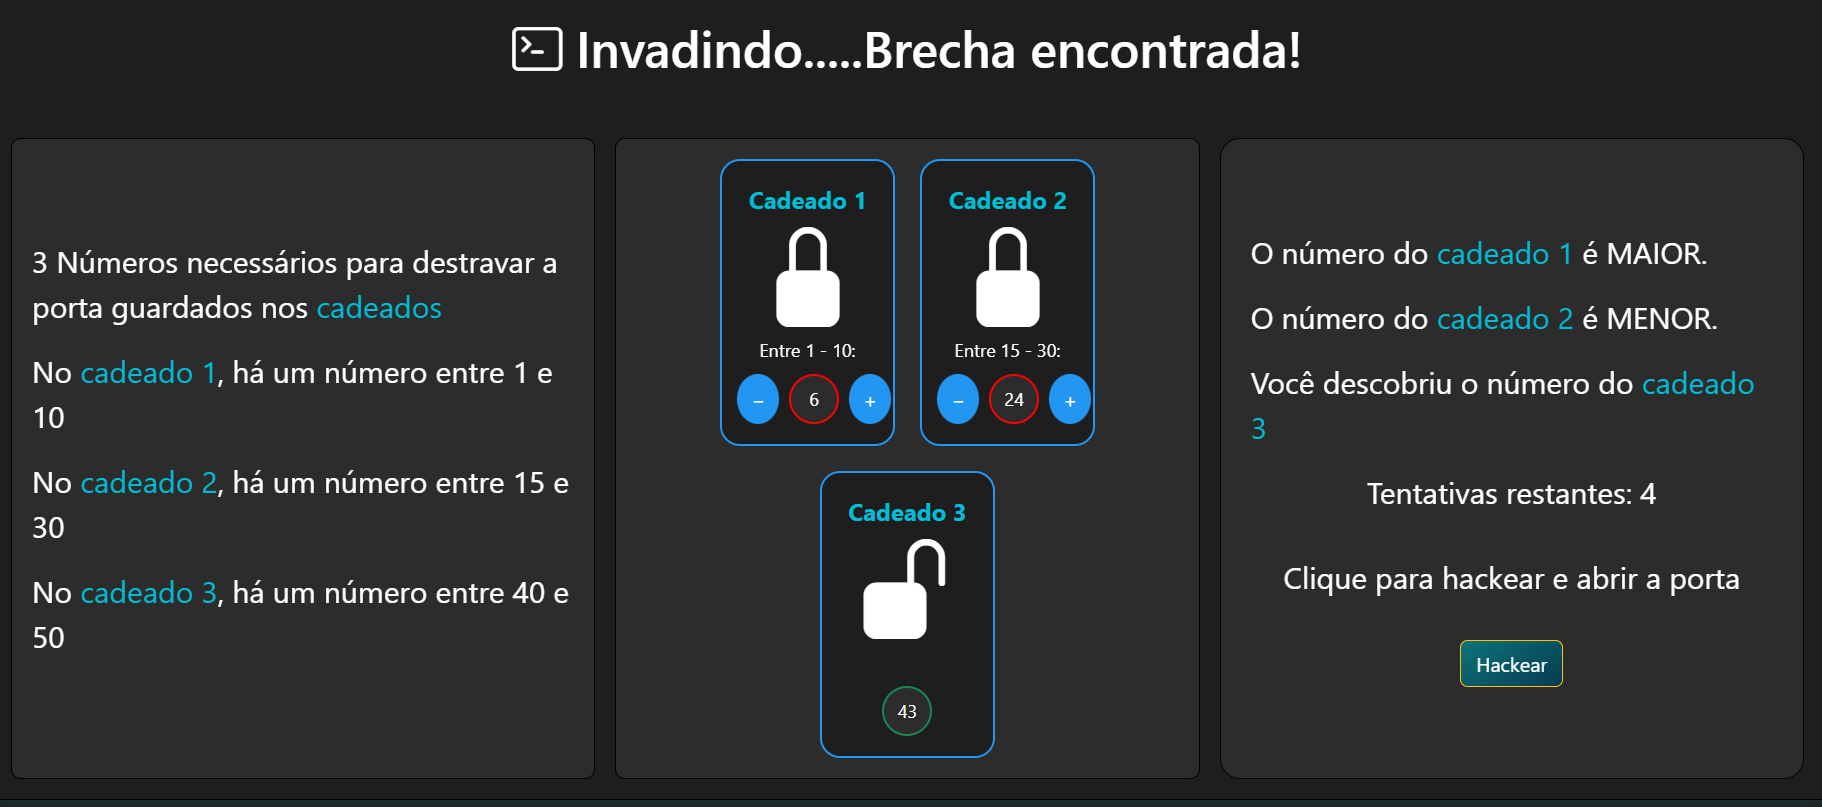 Invadindo.....Brecha encontrada!
3 Números necessários para destravar a
porta guardados nos cadeados
No cadeado 1, há um número entre 1 e
10
No cadeado 2, há um número entre 15 e
30
No cadeado 3, há um número entre 40 e
50
Cadeado 1
Entre 1 - 10:
– 6 +
Cadeado 2
Entre 15 - 30:
– 24 +
Cadeado 3
43
O número do cadeado 1 é MAIOR.
O número do cadeado 2 é MENOR.
Você descobriu o número do cadeado
3
Tentativas restantes: 4
Clique para hackear e abrir a porta
Hackear